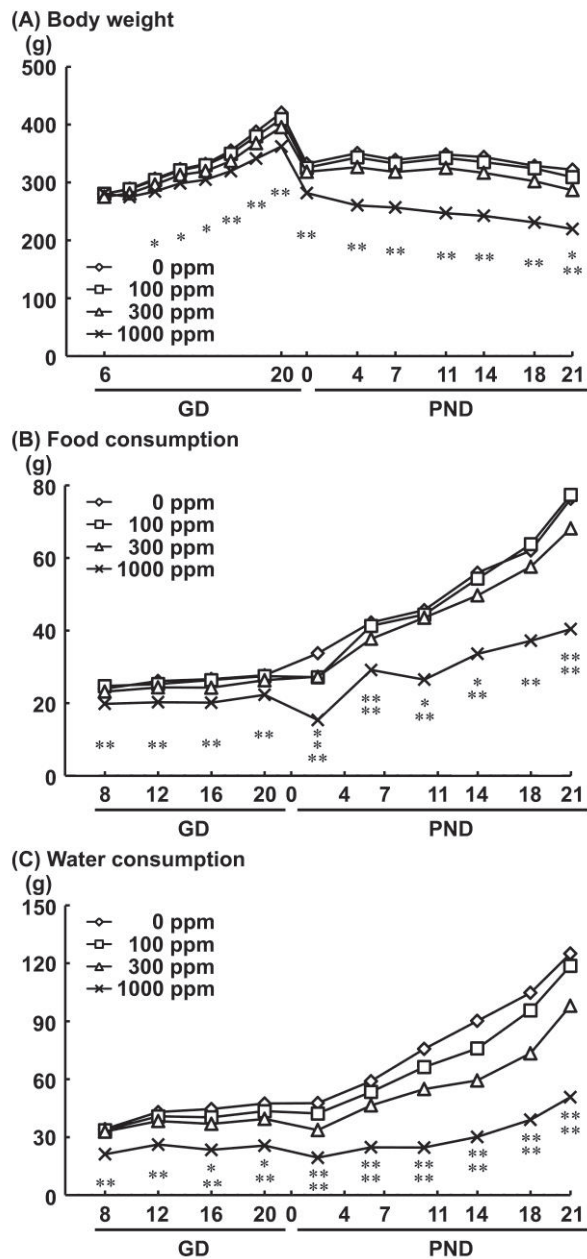 (A) Body weight
(g)
500
400
300
200
100
0
* * * ** ** ** ** ** ** ** ** ** *
**
0 ppm
100 ppm
300 ppm
1000 ppm
6 20 0 4 7 11 14 18 21
GD PND
(B) Food consumption
(g)
80
60
40
20
0
0 ppm
100 ppm
300 ppm
1000 ppm
** ** ** ** * ** * * ** **
* ** ** ** **
**
8 12 16 20 0 4 7 11 14 18 21
GD PND
(C) Water consumption
(g)
150
120
90
60
30
0
0 ppm
100 ppm
300 ppm
1000 ppm
** ** * * ** ** ** ** ** **
** ** ** ** ** ** ** **
8 12 16 20 0 4 7 11 14 18 21
GD PND